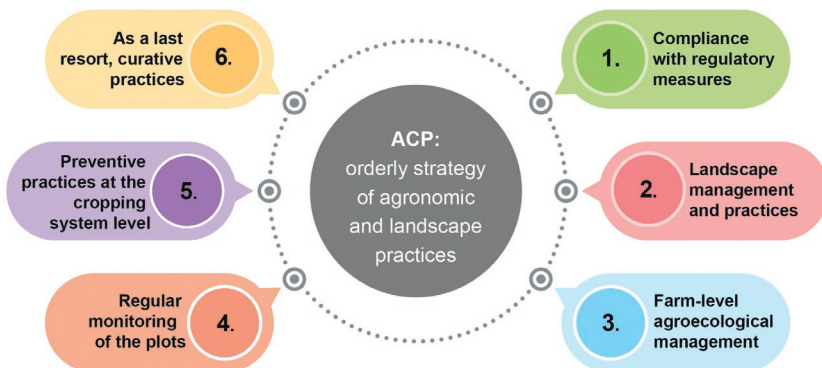 ACP:
orderly strategy
of agronomic
and landscape
practices
1.
Compliance
with regulatory
measures
2.
Landscape
management
and practices
3.
Farm-level
agroecological
management
4.
Regular
monitoring
of the plots
5.
Preventive
practices at the
cropping
system level
6.
As a last
resort, curative
practices